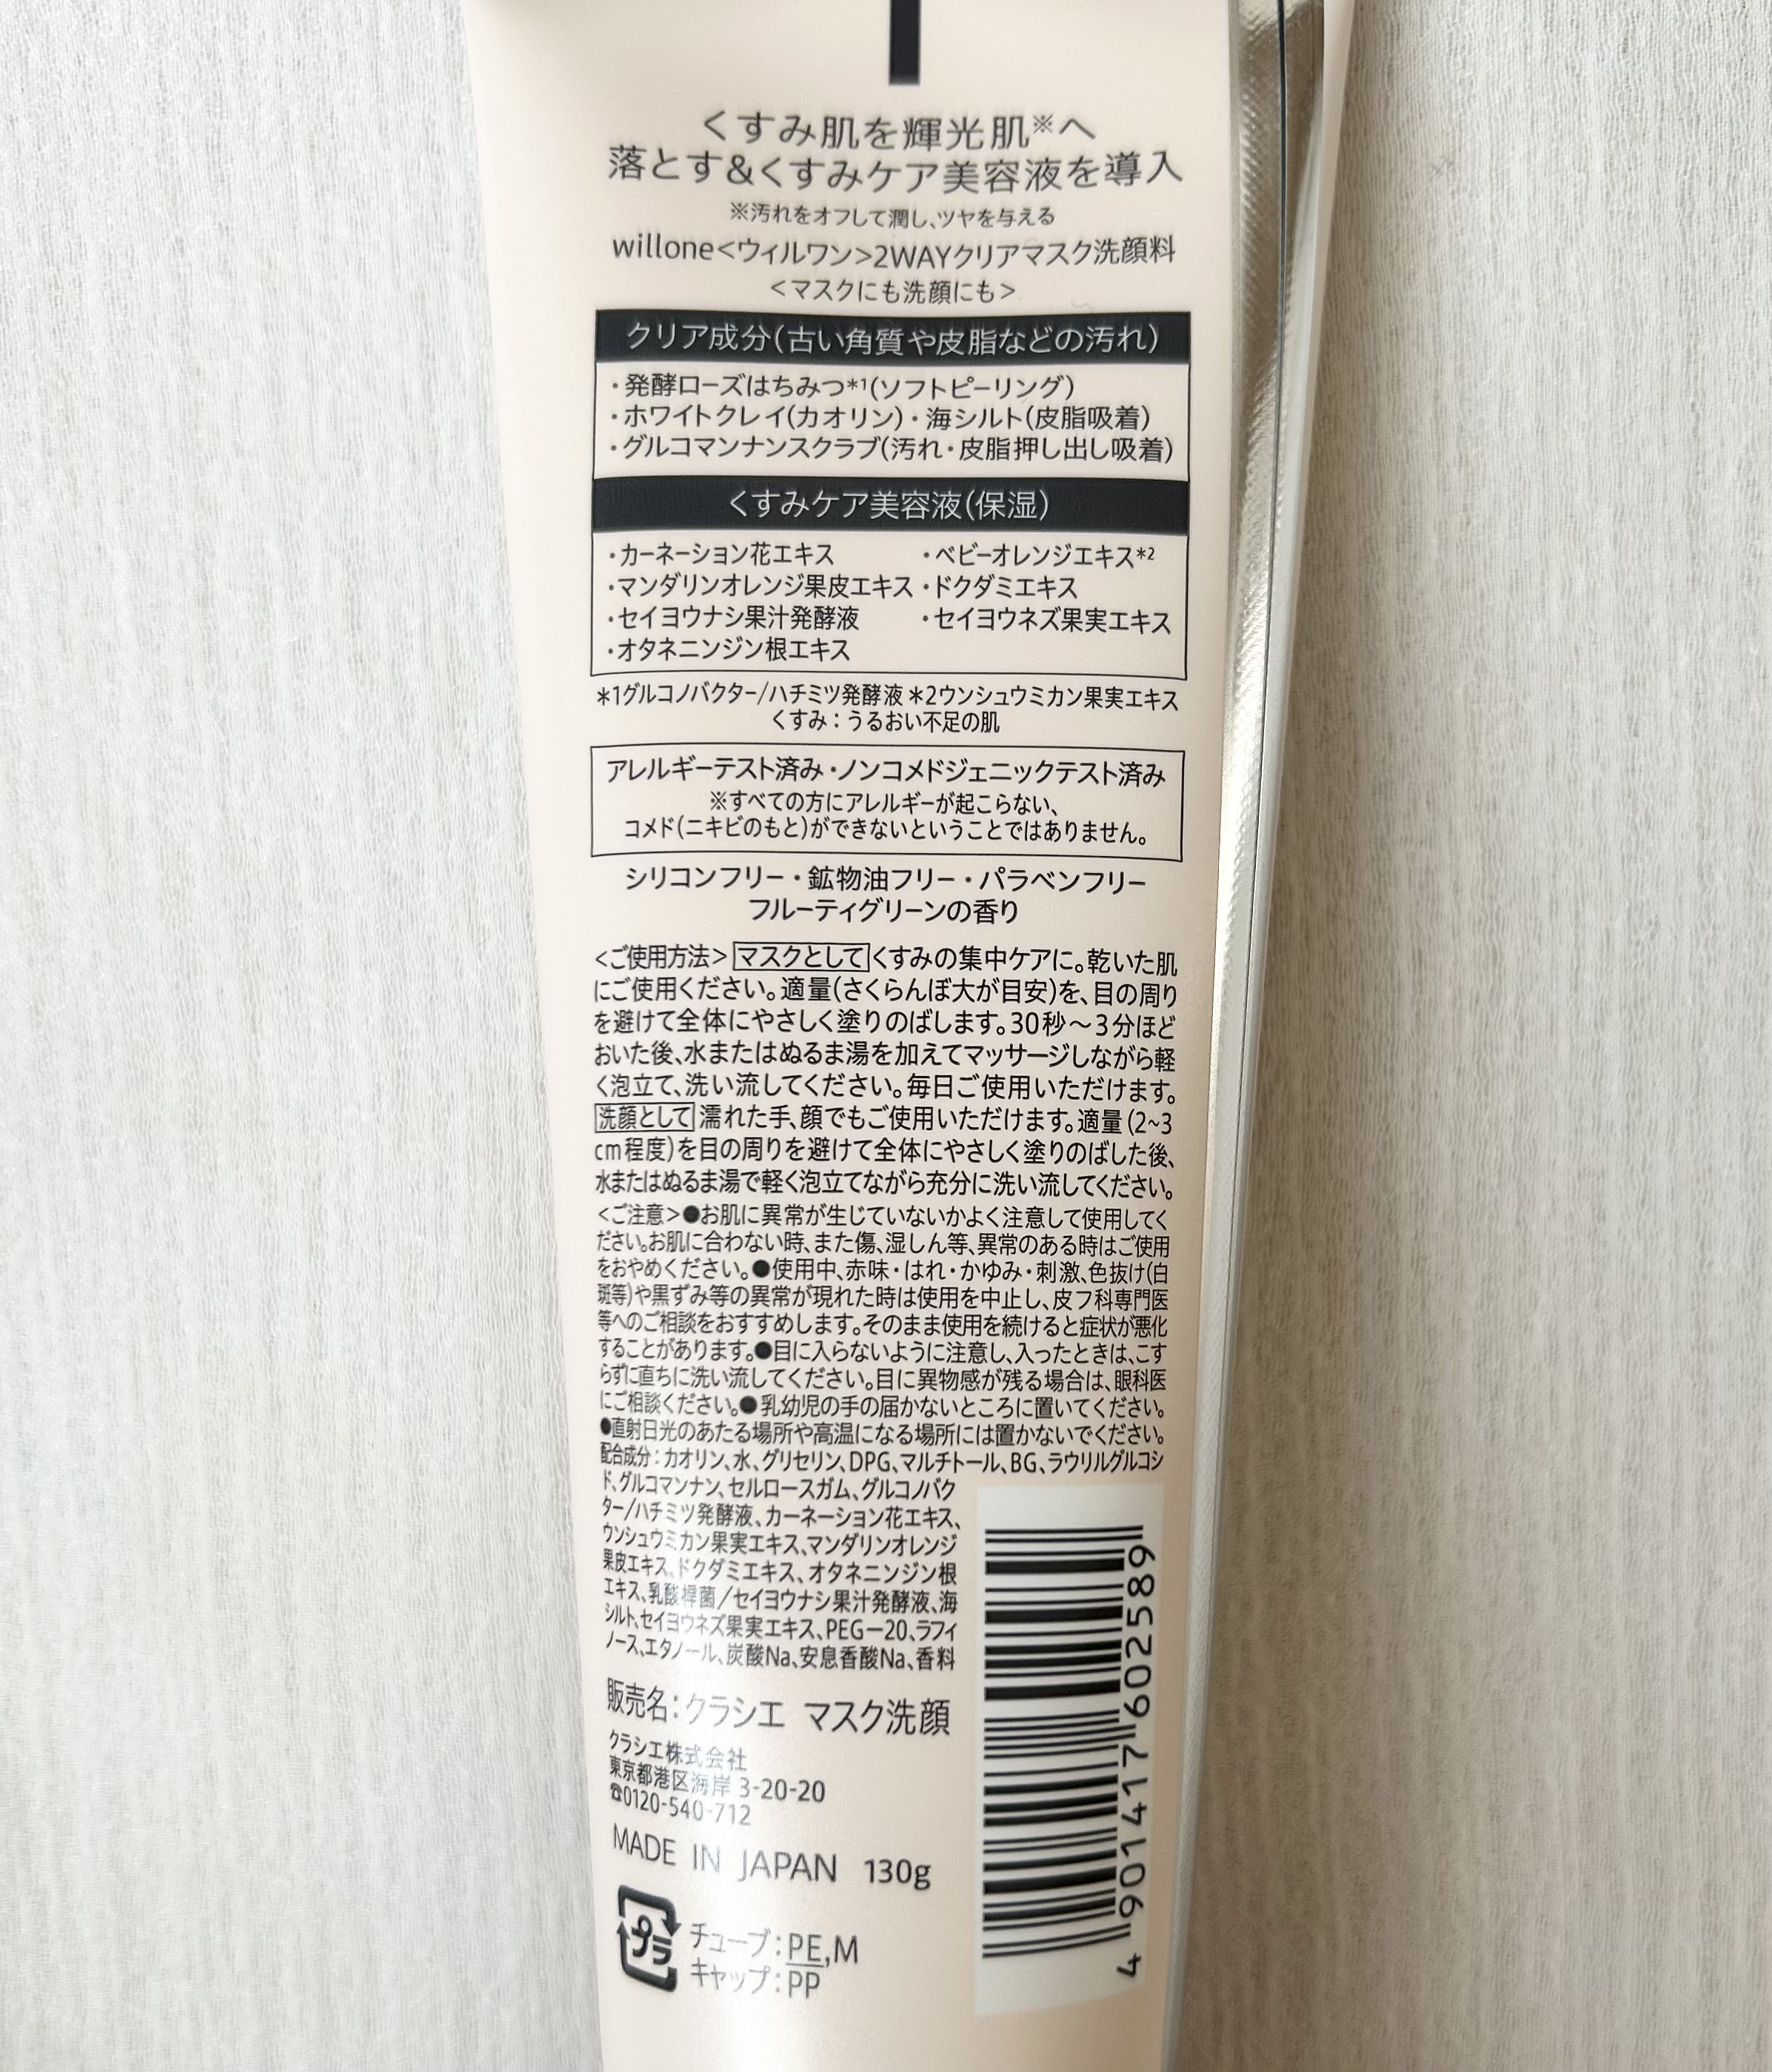 くすみ肌を輝光肌※へ
落とす&くすみケア美容液を導入
※汚れをオフして潤し、ツヤを与える
willone<ウィルワン>2WAYクリアマスク洗顔料
<マスクにも洗顔にも>
クリア成分(古い角質や皮脂などの汚れ)
・発酵ローズはちみつ*1(ソフトピーリング)
・ホワイトクレイ(カオリン)・海シルト(皮脂吸着)
・グルコマンナンスクラブ(汚れ・皮脂押し出し吸着)
くすみケア美容液(保湿)
・カーネーション花エキス ・ベビーオレンジエキス*2
・マンダリンオレンジ果皮エキス ・ドクダミエキス
・セイヨウナシ果汁発酵液 ・セイヨウネズ果実エキス
・オタネニンジン根エキス
*1グルコノバクター/ハチミツ発酵液 *2ウンシュウミカン果実エキス
くすみ:うるおい不足の肌
アレルギーテスト済み・ノンコメドジェニックテスト済み
※すべての方にアレルギーが起こらない、
コメド(ニキビのもと)ができないということではありません。
シリコンフリー・鉱物油フリー・パラベンフリー
フルーティグリーンの香り
<ご使用方法>マスクとしてくすみの集中ケアに。乾いた肌
にご使用ください。適量(さくらんぼ大が目安)を、目の周り
を避けて全体にやさしく塗りのばします。30秒～3分ほど
おいた後、水またはぬるま湯を加えてマッサージしながら軽
く泡立て、洗い流してください。毎日ご使用いただけます。
洗顔として 濡れた手、顔でもご使用いただけます。適量(2~3
cm程度)を目の周りを避けて全体にやさしく塗りのばした後、
水またはぬるま湯で軽く泡立てながら充分に洗い流してください。
<ご注意>●お肌に異常が生じていないかよく注意して使用してく
ださい。お肌に合わない時、また傷、湿しん等、異常のある時はご使用
をおやめください。●使用中、赤味・はれ・かゆみ・刺激、色抜け(白
斑等)や黒ずみ等の異常が現れた時は使用を中止し、皮フ科専門医
等へのご相談をおすすめします。そのまま使用を続けると症状が悪化
することがあります。●目に入らないように注意し、入ったときは、こす
らずに直ちに洗い流してください。目に異物感が残る場合は、眼科医
にご相談ください。●乳幼児の手の届かないところに置いてください。
●直射日光のあたる場所や高温になる場所には置かないでください。
配合成分:カオリン、水、グリセリン、DPG、マルチトール、BG、ラウリルグルコシ
ド、グルコマンナン、セルロースガム、グルコノバク
ター/ハチミツ発酵液、カーネーション花エキス、
ウンシュウミカン果実エキス、マンダリンオレンジ
果皮エキス、ドクダミエキス、オタネニンジン根
エキス、乳酸桿菌/セイヨウナシ果汁発酵液、海
シルト、セイヨウネズ果実エキス、PEG－20、ラフィ
ノース、エタノール、炭酸Na、安息香酸Na、香料
販売名:クラシエ マスク洗顔
クラシエ株式会社
東京都港区海岸 3-20-20
☎0120-540-712
MADE IN JAPAN 130g
プラ
チューブ:PE,M
キャップ:PP
4 901417 602589